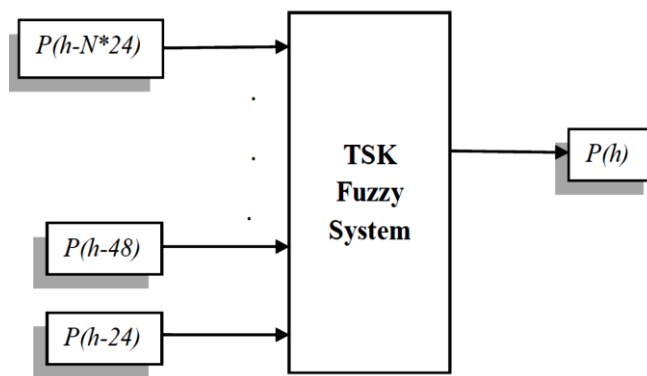 P(h-N*24)
TSK
Fuzzy
System
P(h)
P(h-48)
P(h-24)